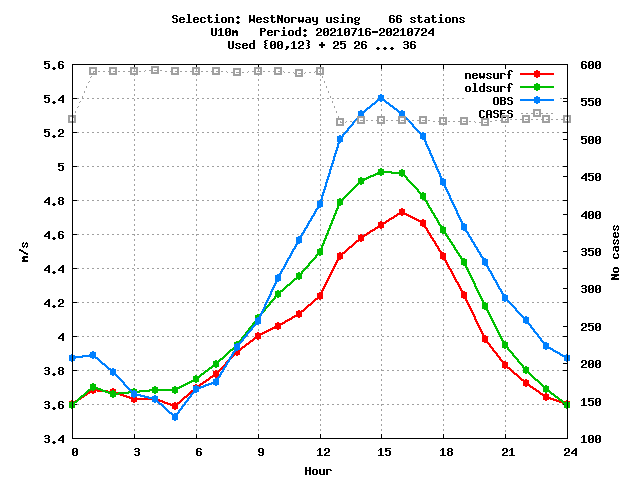 Selection: WestNorway using    66 stations
U10m   Period: 20210716-20210724
Used {00,12} + 25 26 ... 36
newsurf
oldsurf
OBS
CASES
5.6
5.4
5.2
5
4.8
4.6
4.4
4.2
4
3.8
3.6
3.4
m/s
600
550
500
450
400
350
300
250
200
150
100
No cases
0 3 6 9 12 15 18 21 24
Hour